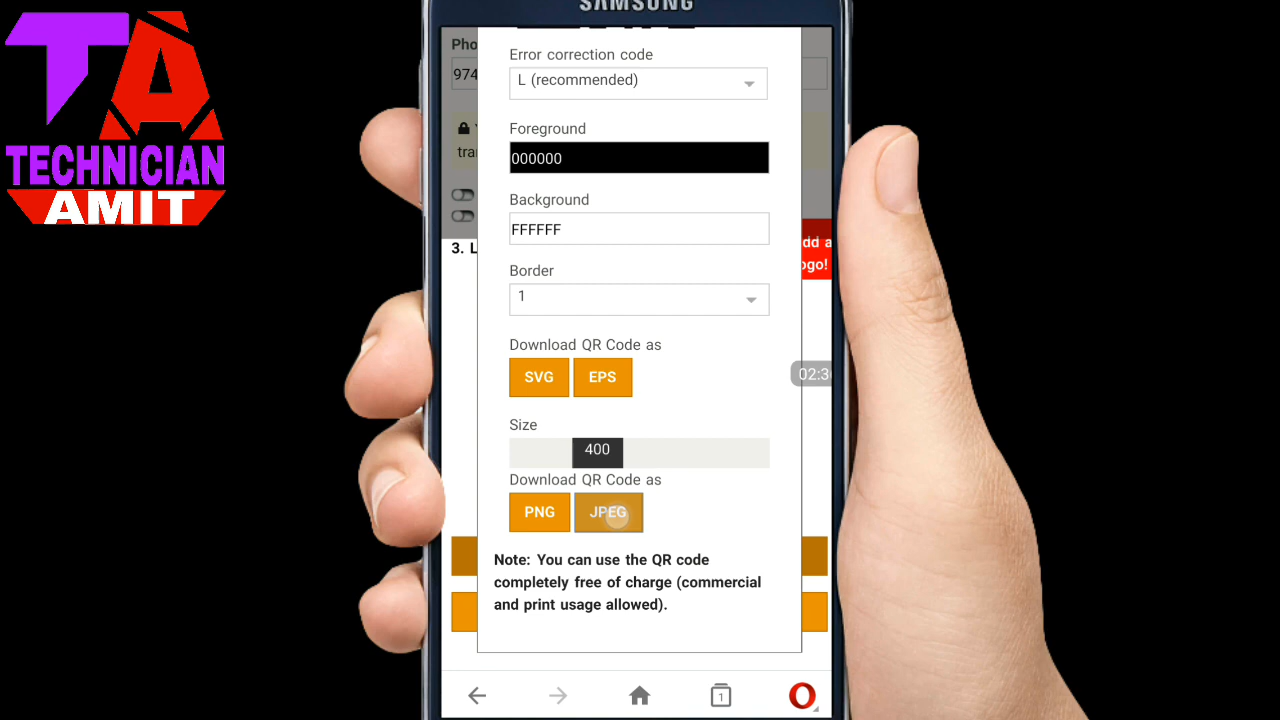 SAMSUNG
TECHNICIAN
AMIT
Pho
974
Error correction code
L (recommended)
Foreground
000000
Background
FFFFFF
3. L
dd a
ogo!
Border
1
Download QR Code as
SVG EPS
02:3
Size
400
Download QR Code as
PNG JPEG
Note: You can use the QR code
completely free of charge (commercial
and print usage allowed).
1